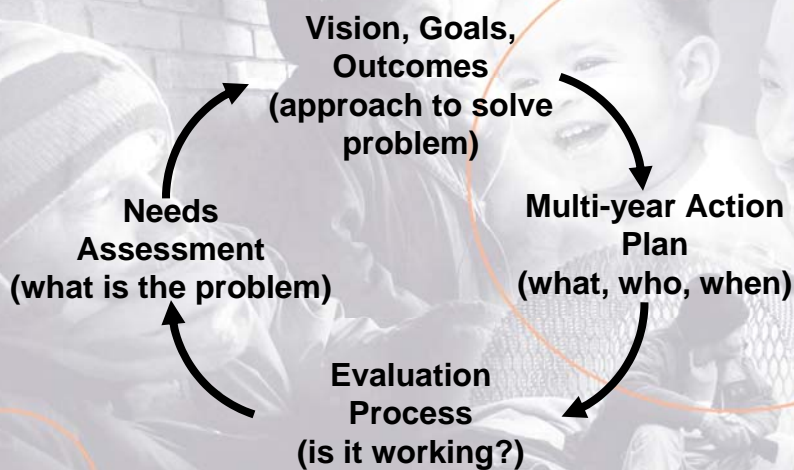 Vision, Goals,
Outcomes
(approach to solve
problem)
Multi-year Action
Plan
(what, who, when)
Evaluation
Process
(is it working?)
Needs
Assessment
(what is the problem)